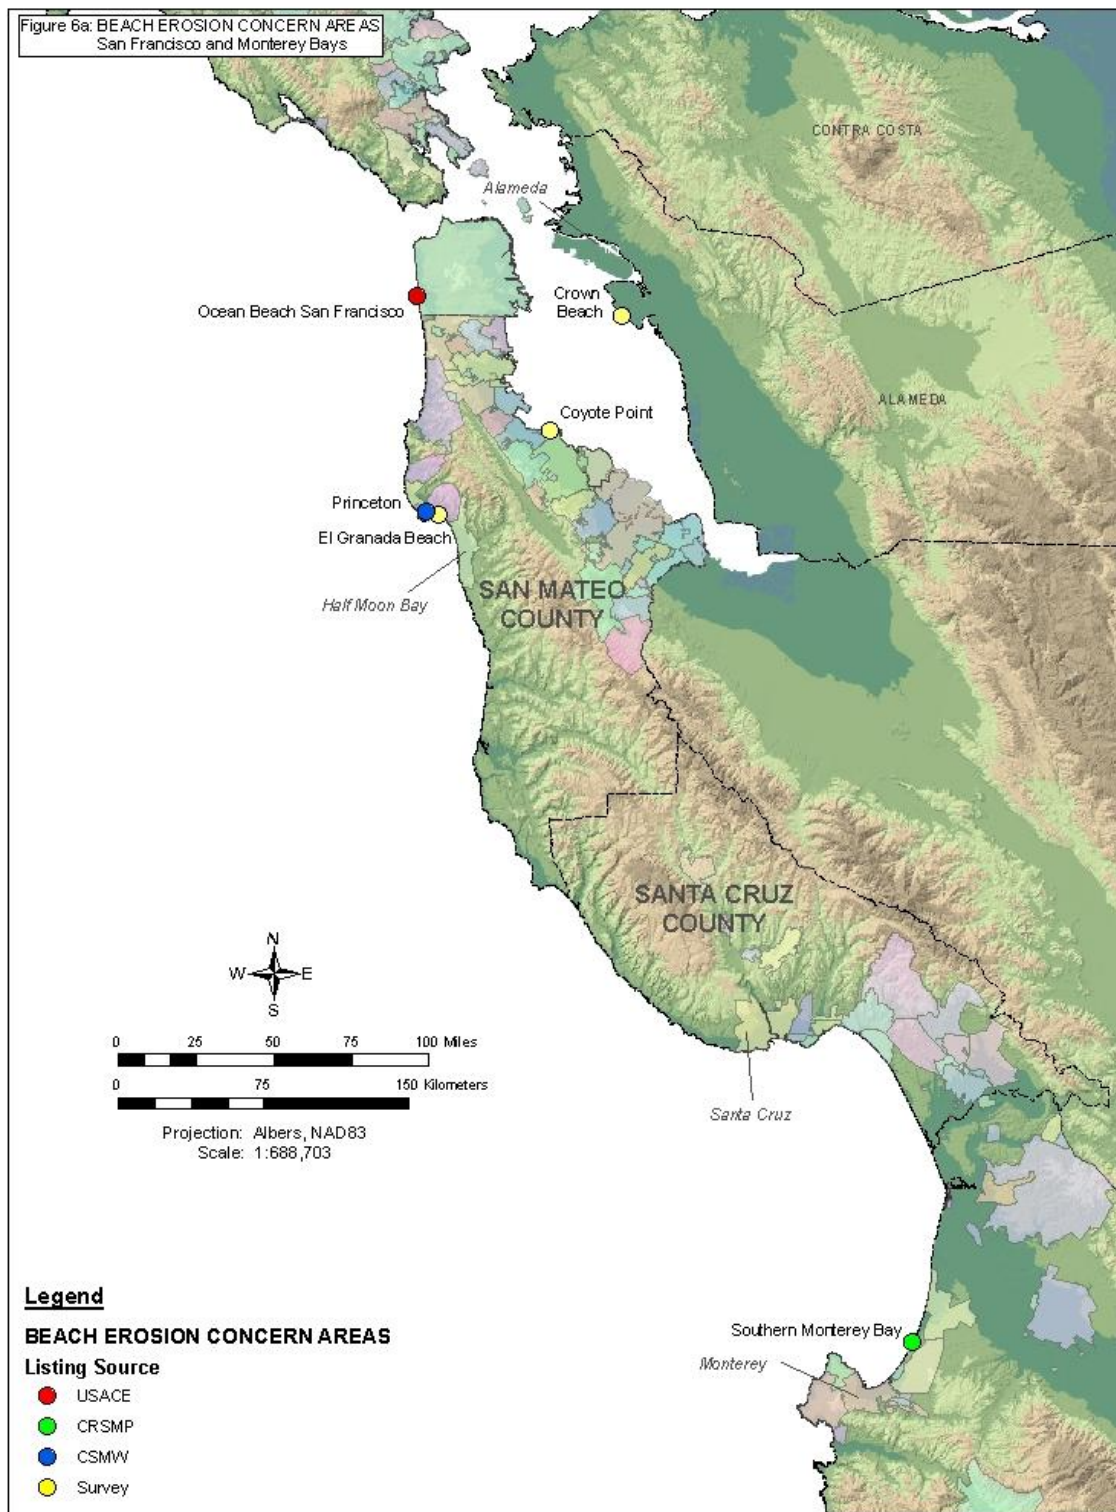 Figure 6a: BEACH EROSION CONCERN AREAS
San Francisco and Monterey Bays
CONTRA COSTA
Alameda
Ocean Beach San Francisco
Crown
Beach
ALAMEDA
Coyote Point
Princeton
El Granada Beach
Half Moon Bay
SAN MATEO
COUNTY
SANTA CRUZ
COUNTY
N
W E
S
0 25 50 75 100 Miles
0 75 150 Kilometers
Projection: Albers, NAD83
Scale: 1:688,703
Santa Cruz
Southern Monterey Bay
Monterey
Legend
BEACH EROSION CONCERN AREAS
Listing Source
USACE
CRSMP
CSMW
Survey